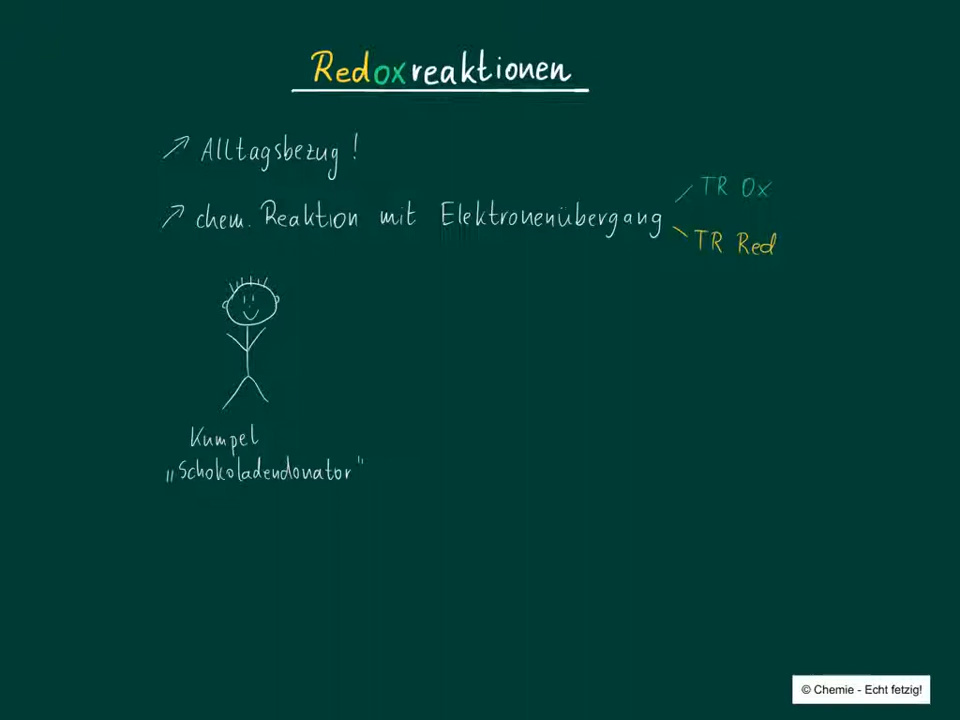 Redoxreaktionen
↗ Alltagsbezug!
↗ chem. Reaktion mit Elektronenübergang
TR Ox
TR Red
Kumpel
„Schokoladendonator"
© Chemie - Echt fetzig!